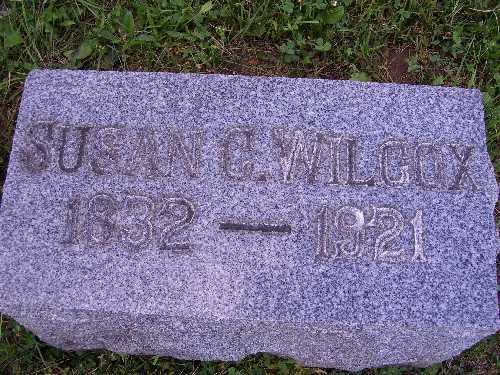 SUSAN C. WILCOX
1832 — 1921